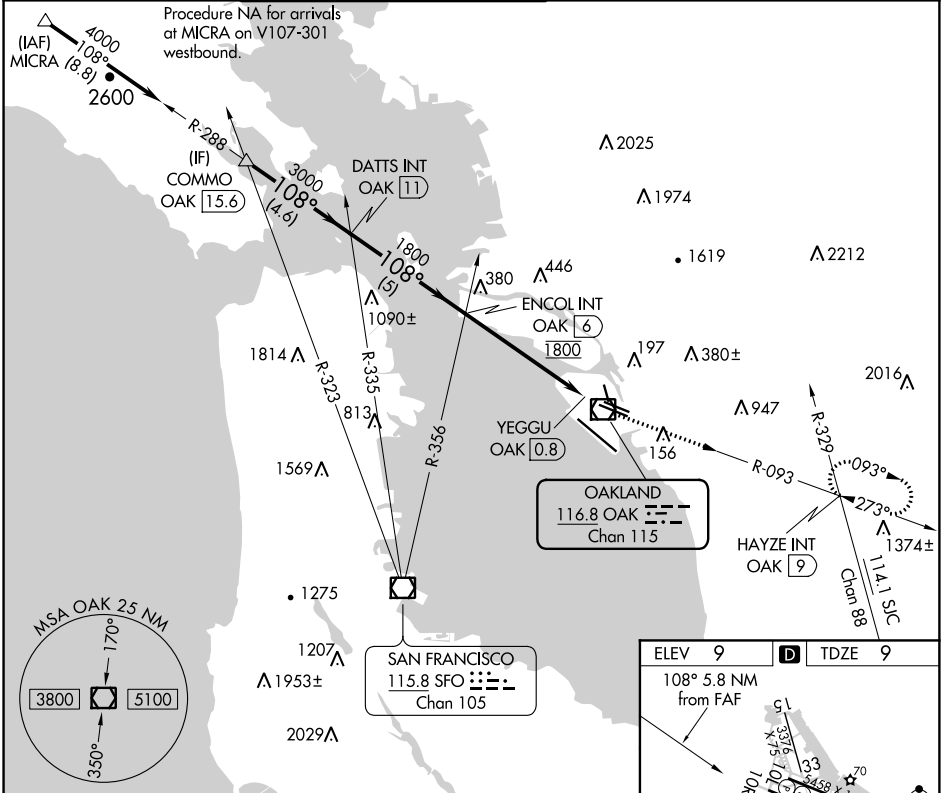 Procedure NA for arrivals
at MICRA on V107-301
westbound.
(IAF)
MICRA
4000
108°
(8.8)
2600
R-288
(IF)
COMMO
OAK 15.6
3000
108°
(4.6)
DATTS INT
OAK 11
1800
108°
(5)
2025
1974
1619
2212
380
446
ENCOL INT
OAK 6
1800
1090±
1814
R-323
R-335
813
R-356
1569
197
380±
2016
947
YEGGU
OAK 0.8
156
R-093
R-329
093°
273°
1374±
HAYZE INT
OAK 9
114.1 SJC
Chan 88
OAKLAND
116.8 OAK
Chan 115
1275
1207
1953±
2029
SAN FRANCISCO
115.8 SFO
Chan 105
MSA OAK 25 NM
170°
3800
5100
350°
ELEV 9
D
TDZE 9
108° 5.8 NM
from FAF
15
3376
X 75
33
10L
10R
5458 X
70